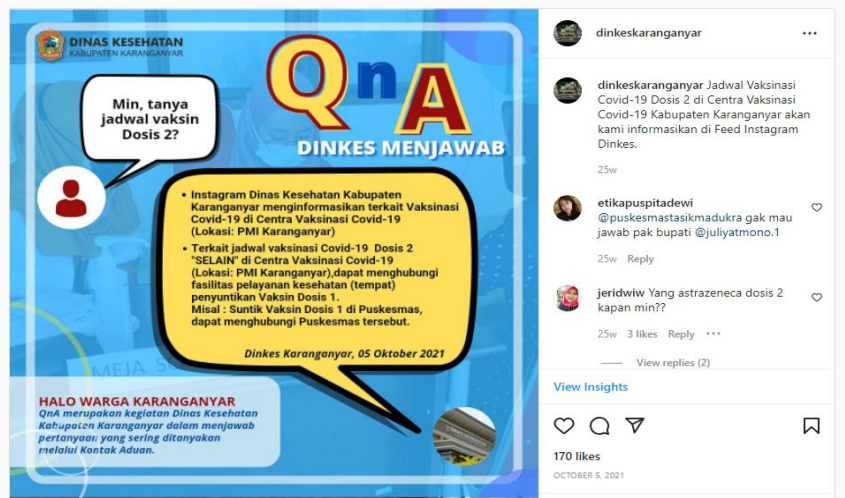 DINAS KESEHATAN
KABUPATEN KARANGANYAR
QnA
DINKES MENJAWAB
Min, tanya
jadwal vaksin
Dosis 2?
• Instagram Dinas Kesehatan Kabupaten
Karanganyar menginformasikan terkait Vaksinasi
Covid-19 di Centra Vaksinasi Covid-19
(Lokasi: PMI Karanganyar)
• Terkait jadwal vaksinasi Covid-19 Dosis 2
"SELAIN" di Centra Vaksinasi Covid-19
(Lokasi: PMI Karanganyar),dapat menghubungi
fasilitas pelayanan kesehatan (tempat)
penyuntikan Vaksin Dosis 1.
Misal : Suntik Vaksin Dosis 1 di Puskesmas,
dapat menghubungi Puskesmas tersebut.
Dinkes Karanganyar, 05 Oktober 2021
MEJA
HALO WARGA KARANGANYAR
QnA merupakan kegiatan Dinas Kesehatan
Kabupaten Karanganyar dalam menjawab
pertanyaan yang sering ditanyakan
melalui Kontak Aduan.
dinkeskaranganyar
dinkeskaranganyar Jadwal Vaksinasi
Covid-19 Dosis 2 di Centra Vaksinasi
Covid-19 Kabupaten Karanganyar akan
kami informasikan di Feed Instagram
Dinkes.
25w
etikapuspitadewi
@puskesmastasikmadukra gak mau
jawab pak bupati @juliyatmono.1
25w Reply
jeridwiw Yang astrazeneca dosis 2
kapan min??
25w 3 likes Reply
View replies (2)
View Insights
170 likes
OCTOBER 5, 2021